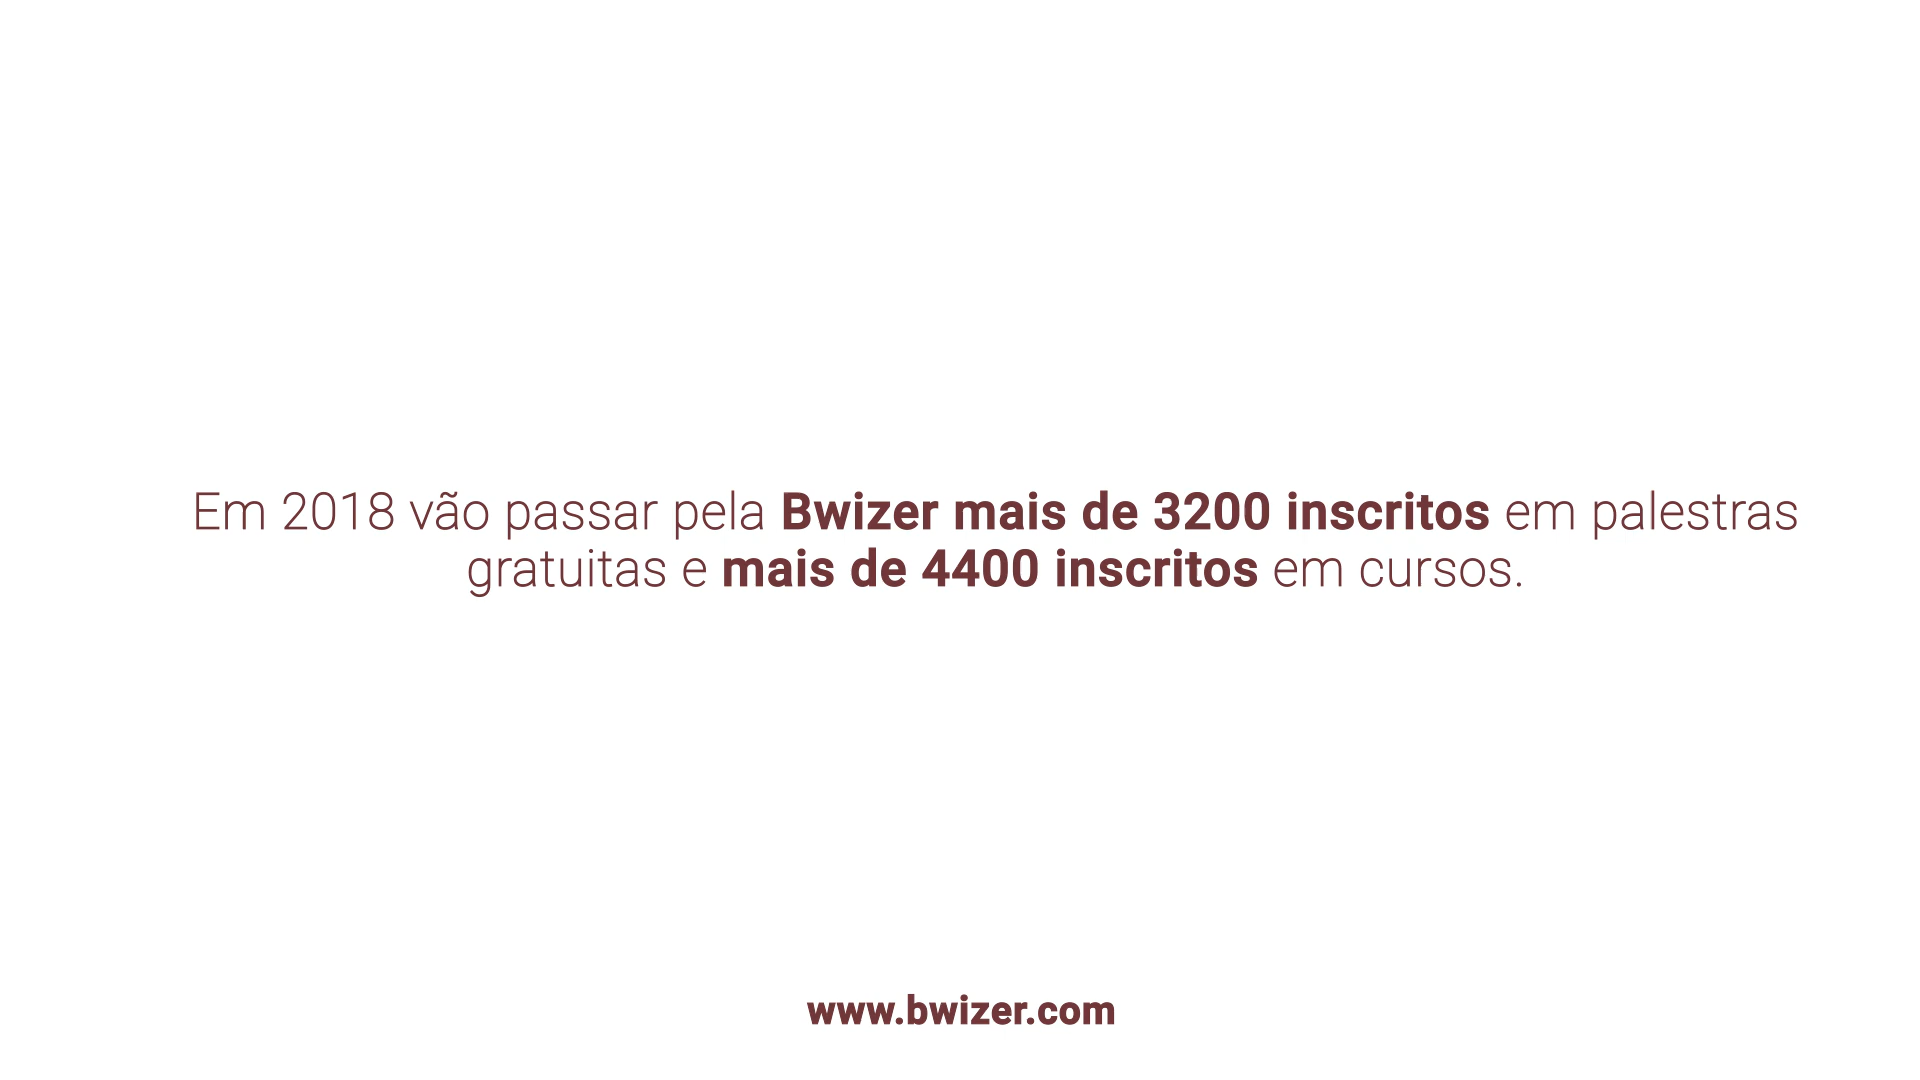 Em 2018 vão passar pela Bwizer mais de 3200 inscritos em palestras
gratuitas e mais de 4400 inscritos em cursos.
www.bwizer.com